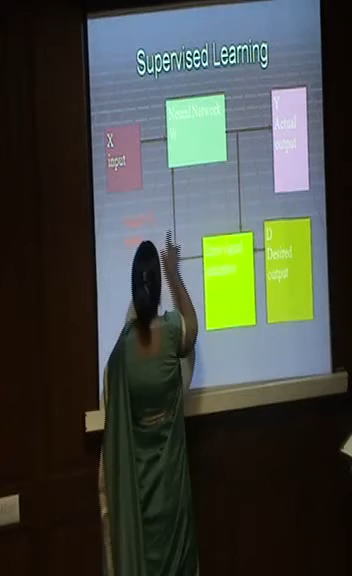 Supervised Learning
Neural Network
W
Y
Actual
output
X
input
D
Desired
output